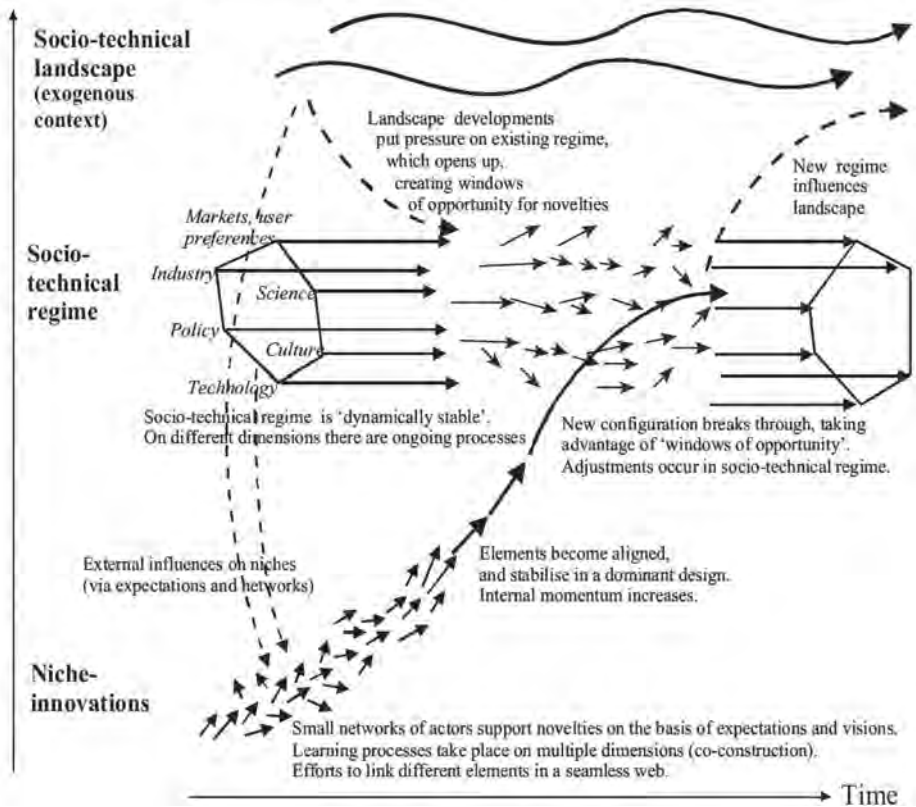 Socio-technical
landscape
(exogenous
context)
Landscape developments
put pressure on existing regime,
which opens up,
creating windows
of opportunity for novelties
New regime
influences
landscape
Markets, user
preferences
Socio-
technical
regime
Industry
Science
Policy
Culture
Technology
Socio-technical regime is ‘dynamically stable’.
On different dimensions there are ongoing processes
New configuration breaks through, taking
advantage of ‘windows of opportunity’.
Adjustments occur in socio-technical regime.
External influences on niches
(via expectations and networks)
Elements become aligned,
and stabilise in a dominant design.
Internal momentum increases.
Niche-
innovations
Small networks of actors support novelties on the basis of expectations and visions.
Learning processes take place on multiple dimensions (co-construction).
Efforts to link different elements in a seamless web.
Time